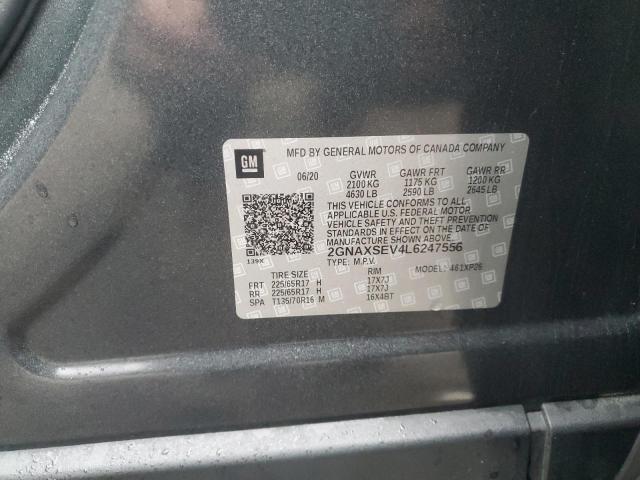 GM MFD BY GENERAL MOTORS OF CANADA COMPANY
06/20 GVWR GAWR FRT GAWR RR
2100 KG 1175 KG 1200 KG
4630 LB 2590 LB 2645 LB
THIS VEHICLE CONFORMS TO ALL
APPLICABLE U.S. FEDERAL MOTOR
VEHICLE SAFETY AND THEFT PREVENTION
STANDARDS IN EFFECT ON THE DATE OF
MANUFACTURE SHOWN ABOVE.
2GNAXSEV4L6247556
139X TYPE: M.P.V. MODEL: 461XP26
TIRE SIZE RIM
FRT 225/65R17 H 17X7J
RR 225/65R17 H 17X7J
SPA T135/70R16 M 16X4BT